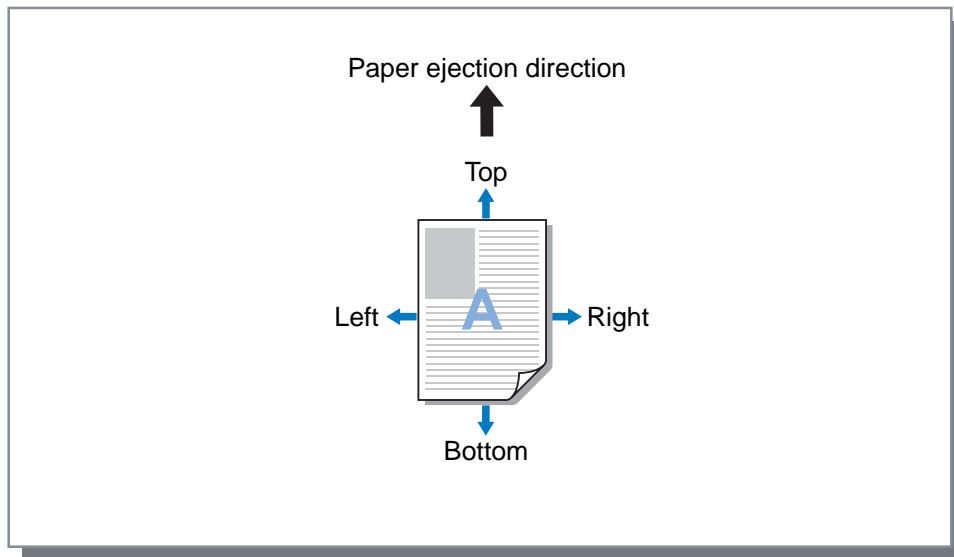 Paper ejection direction
Top
A
Left
Right
Bottom